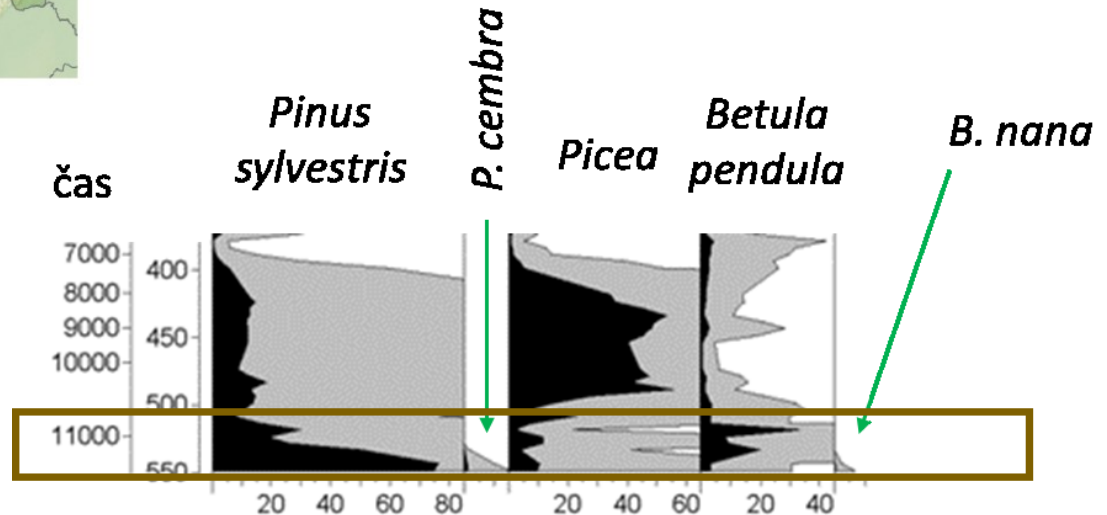 Pinus
sylvestris
P. cembra
Picea
Betula
pendula
B. nana
čas
7000
8000
9000
10000
11000
400
450
500
550
20 40 60 80
20 40 60
20 40